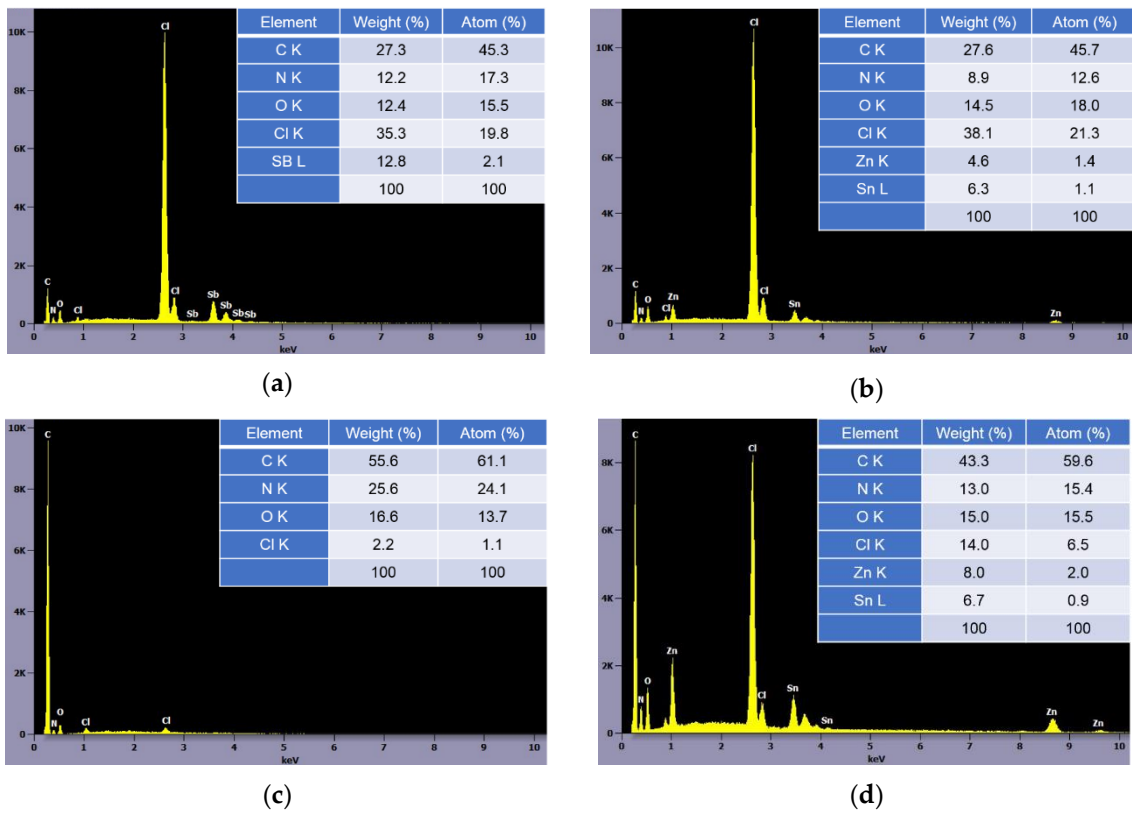 Element Weight (%) Atom (%)
C K 27.3 45.3
N K 12.2 17.3
O K 12.4 15.5
Cl K 35.3 19.8
SB L 12.8 2.1
100 100
10K
8K
6K
4K
2K
0
Cl
C
N
O
Cl
Cl
Sb
Sb
Sb
Sb
Sb
0 1 2 3 4 5 6 7 8 9 10
keV
(a)
Element Weight (%) Atom (%)
C K 27.6 45.7
N K 8.9 12.6
O K 14.5 18.0
Cl K 38.1 21.3
Zn K 4.6 1.4
Sn L 6.3 1.1
100 100
10K
8K
6K
4K
2K
0
Cl
C
N
O
Cl
Zn
Cl
Sn
Zn
0 1 2 3 4 5 6 7 8 9 10
keV
(b)
Element Weight (%) Atom (%)
C K 55.6 61.1
N K 25.6 24.1
O K 16.6 13.7
Cl K 2.2 1.1
100 100
10K
8K
6K
4K
2K
0
C
N
O
Cl
Cl
0 1 2 3 4 5 6 7 8 9 10
keV
(c)
Element Weight (%) Atom (%)
C K 43.3 59.6
N K 13.0 15.4
O K 15.0 15.5
Cl K 14.0 6.5
Zn K 8.0 2.0
Sn L 6.7 0.9
100 100
8K
6K
4K
2K
0
C
N
O
Zn
Cl
Cl
Sn
Sn
Zn
Zn
0 1 2 3 4 5 6 7 8 9 10
keV
(d)